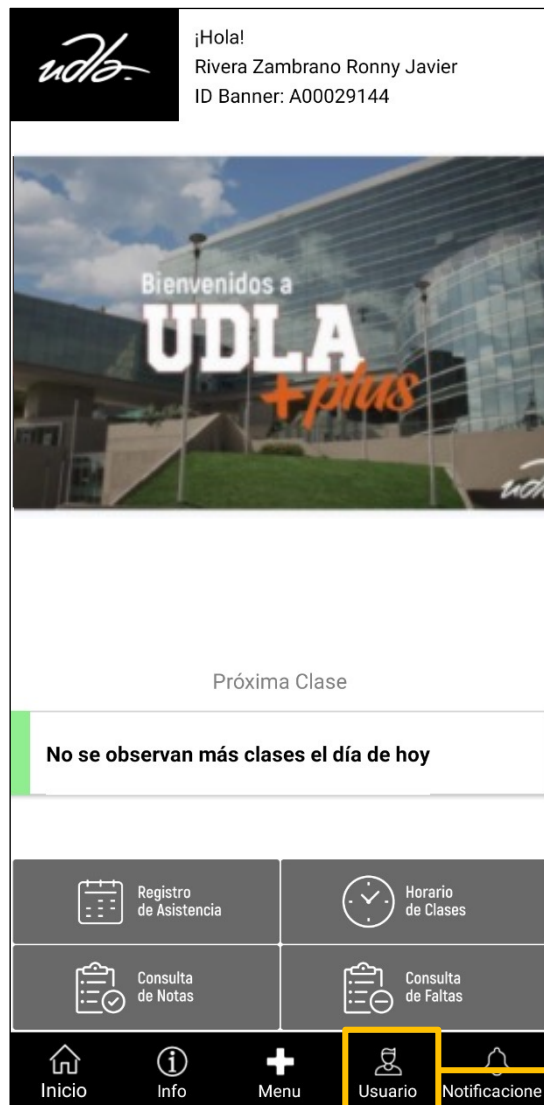 udla-
¡Hola!
Rivera Zambrano Ronny Javier
ID Banner: A00029144
Bienvenidos a
UDLA
+plus
udla
Próxima Clase
No se observan más clases el día de hoy
Registro
de Asistencia
Horario
de Clases
Consulta
de Notas
Consulta
de Faltas
Inicio
Info
Menu
Usuario
Notificacione